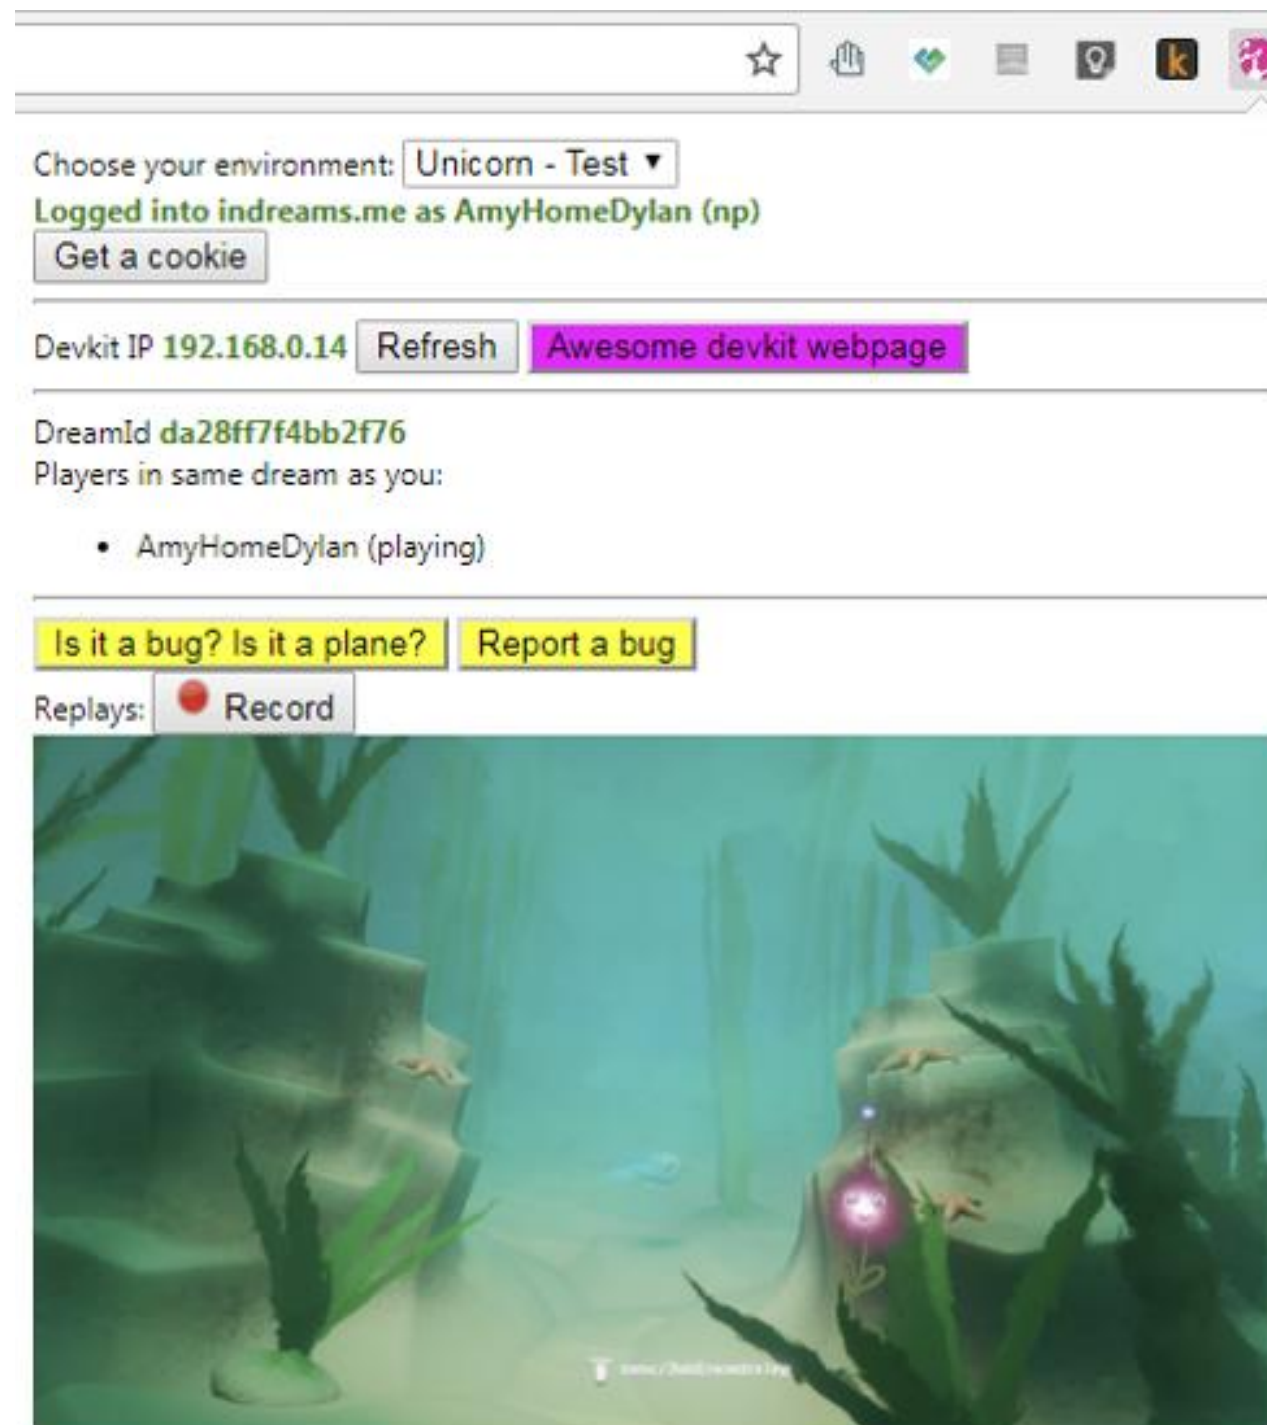 k
Choose your environment: Unicorn - Test ▼
Logged into indreams.me as AmyHomeDylan (np)
Get a cookie
Devkit IP 192.168.0.14 Refresh Awesome devkit webpage
DreamId da28ff7f4bb2f76
Players in same dream as you:
• AmyHomeDylan (playing)
Is it a bug? Is it a plane? Report a bug
Replays: Record